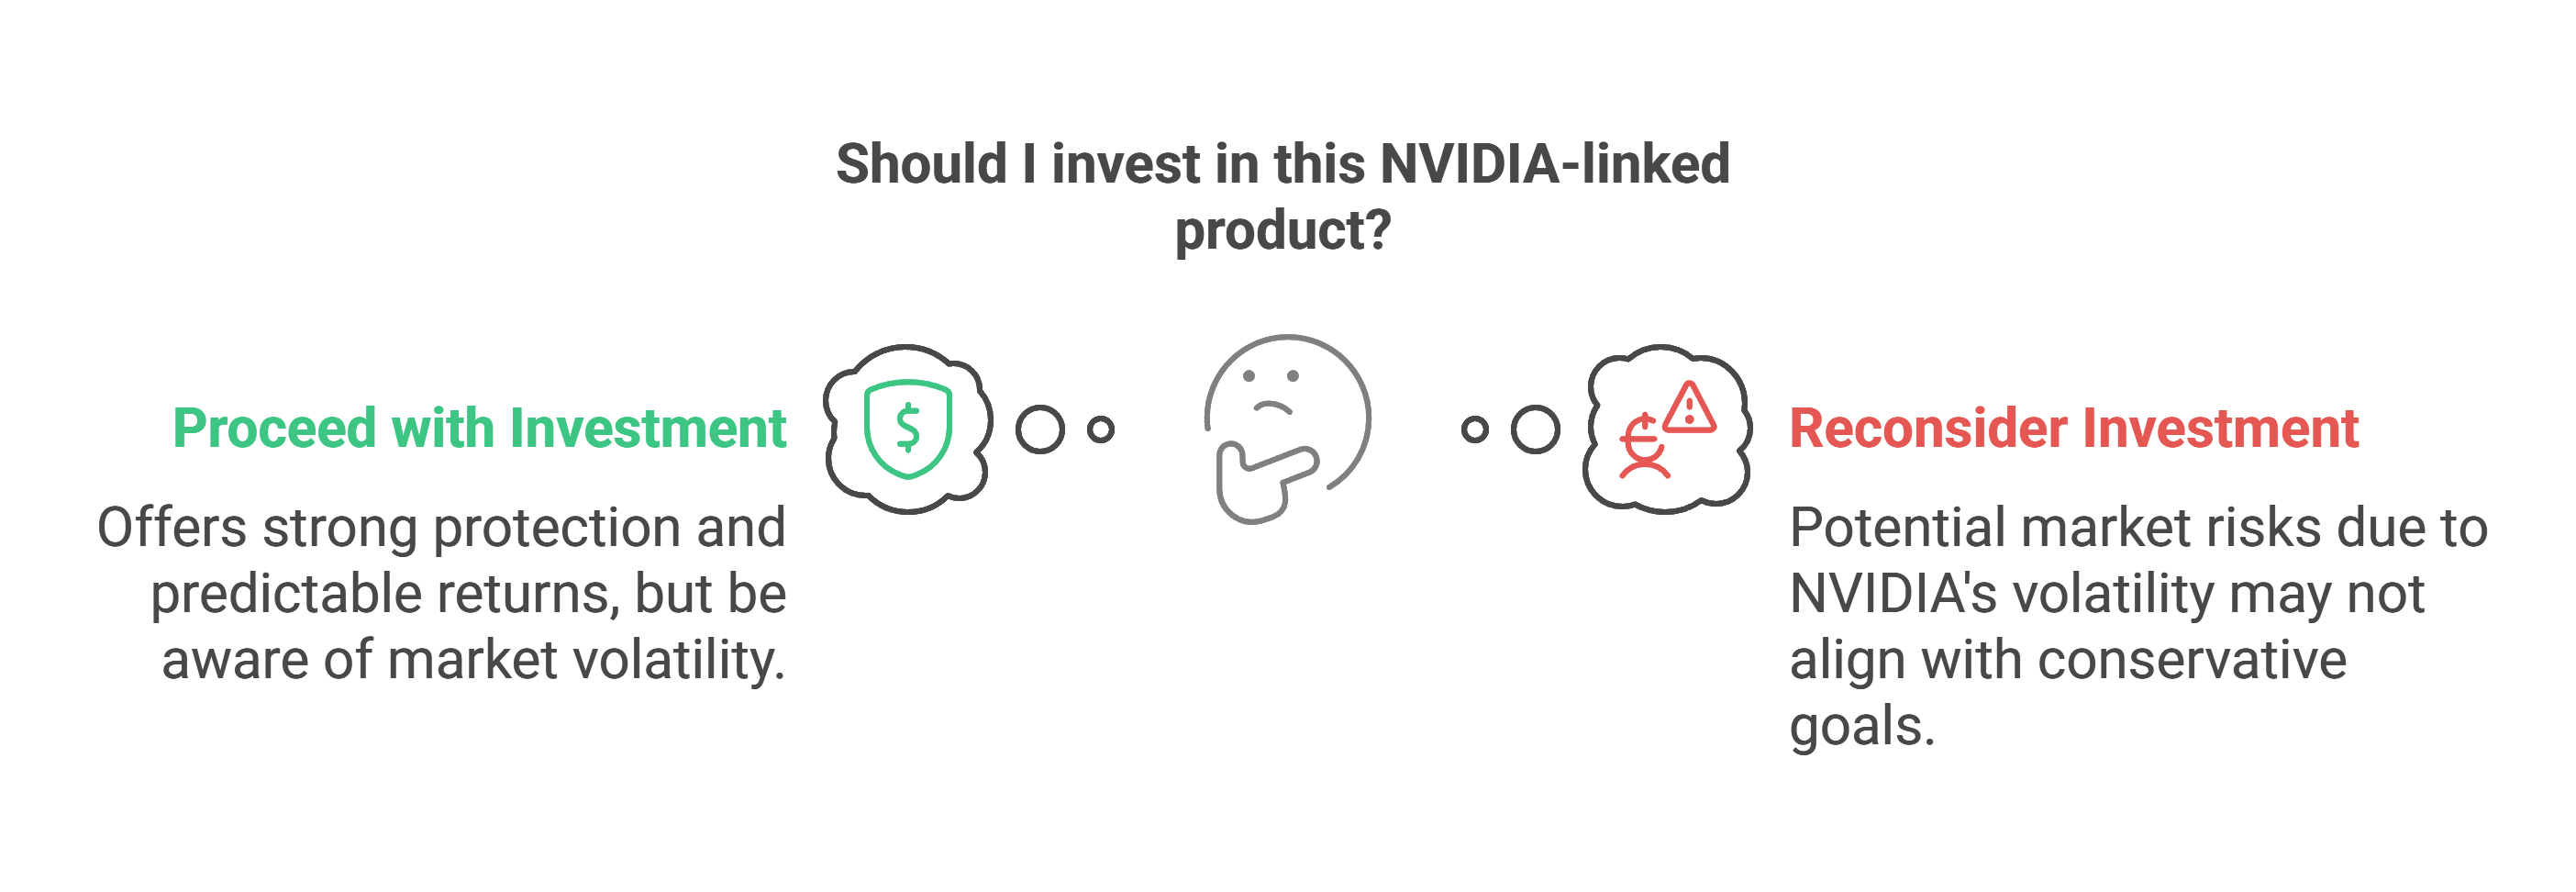 Should I invest in this NVIDIA-linked
product?
Proceed with Investment
Offers strong protection and
predictable returns, but be
aware of market volatility.
Reconsider Investment
Potential market risks due to
NVIDIA's volatility may not
align with conservative
goals.